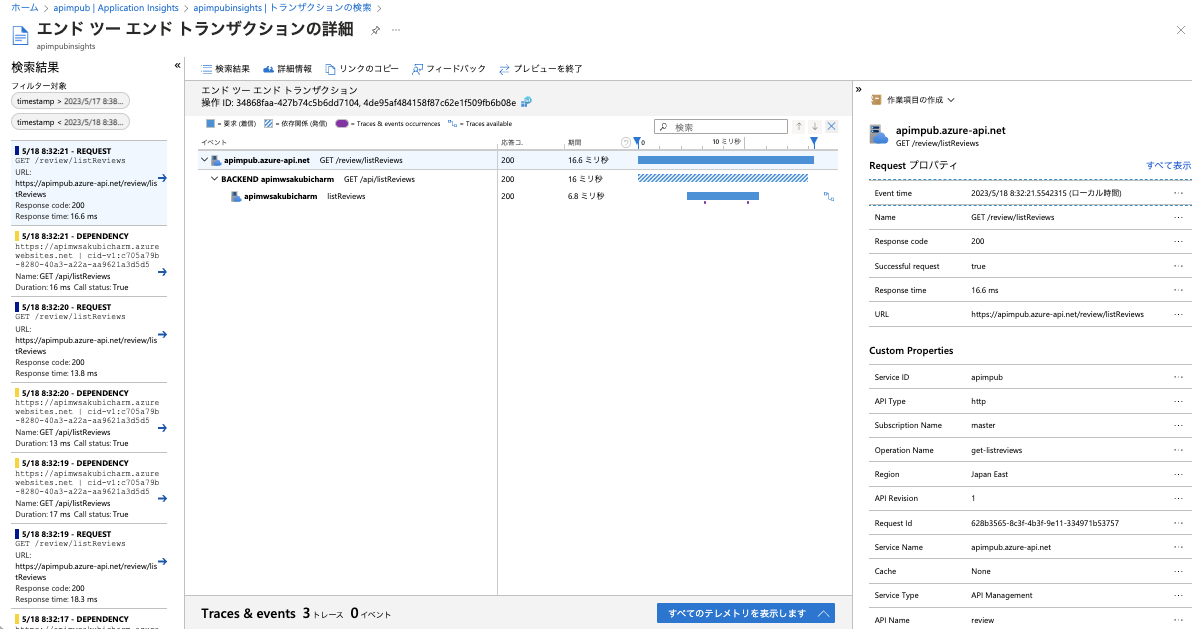 ホーム > apimpub | Application Insights > apimpubinsights | トランザクションの検索 >
エンド ツー エンド トランザクションの詳細
apimpubinsights
検索結果
フィルター対象
timestamp > 2023/5/17 8:38...
timestamp < 2023/5/18 8:38...
5/18 8:32:21 - REQUEST
GET /review/listReviews
URL:
https://apimpub.azure-api.net/review/lis
tReviews
Response code: 200
Response time: 16.6 ms
5/18 8:32:21 - DEPENDENCY
https://apimwsakubicharm.azure
websites.net | cid-v1:c705a79b
-8280-40a3-a22a-aa9621a3d5d5
Name: GET /api/listReviews
Duration: 16 ms Call status: True
5/18 8:32:20 - REQUEST
GET /review/listReviews
URL:
https://apimpub.azure-api.net/review/lis
tReviews
Response code: 200
Response time: 13.8 ms
5/18 8:32:20 - DEPENDENCY
https://apimwsakubicharm.azure
websites.net | cid-v1:c705a79b
-8280-40a3-a22a-aa9621a3d5d5
Name: GET /api/listReviews
Duration: 13 ms Call status: True
5/18 8:32:19 - DEPENDENCY
https://apimwsakubicharm.azure
websites.net | cid-v1:c705a79b
-8280-40a3-a22a-aa9621a3d5d5
Name: GET /api/listReviews
Duration: 17 ms Call status: True
5/18 8:32:19 - REQUEST
GET /review/listReviews
URL:
https://apimpub.azure-api.net/review/lis
tReviews
Response code: 200
Response time: 18.3 ms
5/18 8:32:17 - DEPENDENCY
検索結果 詳細情報 リンクのコピー フィードバック プレビューを終了
エンド ツー エンド トランザクション
操作 ID: 34868faa-427b74c5b6dd7104, 4de95af484158f87c62e1f509fb6b08e
= 要求 (着信) = 依存関係 (発信) = Traces & events occurrences = Traces available
検索
イベント 応答コ. 期間 0 10 ミリ秒
apimpub.azure-api.net GET /review/listReviews 200 16.6 ミリ秒
BACKEND apimwsakubicharm GET /api/listReviews 200 16 ミリ秒
apimwsakubicharm listReviews 200 6.8 ミリ秒
Traces & events 3 トレース 0 イベント
すべてのテレメトリを表示します
作業項目の作成
apimpub.azure-api.net
GET /review/listReviews
Request プロパティ すべて表示
Event time 2023/5/18 8:32:21.5542315 (ローカル時間) ...
Name GET /review/listReviews ...
Response code 200 ...
Successful request true ...
Response time 16.6 ms ...
URL https://apimpub.azure-api.net/review/listReviews ...
Custom Properties
Service ID apimpub ...
API Type http ...
Subscription Name master ...
Operation Name get-listreviews ...
Region Japan East ...
API Revision 1 ...
Request Id 628b3565-8c3f-4b3f-9e11-334971b53757 ...
Service Name apimpub.azure-api.net ...
Cache None ...
Service Type API Management ...
API Name review ...